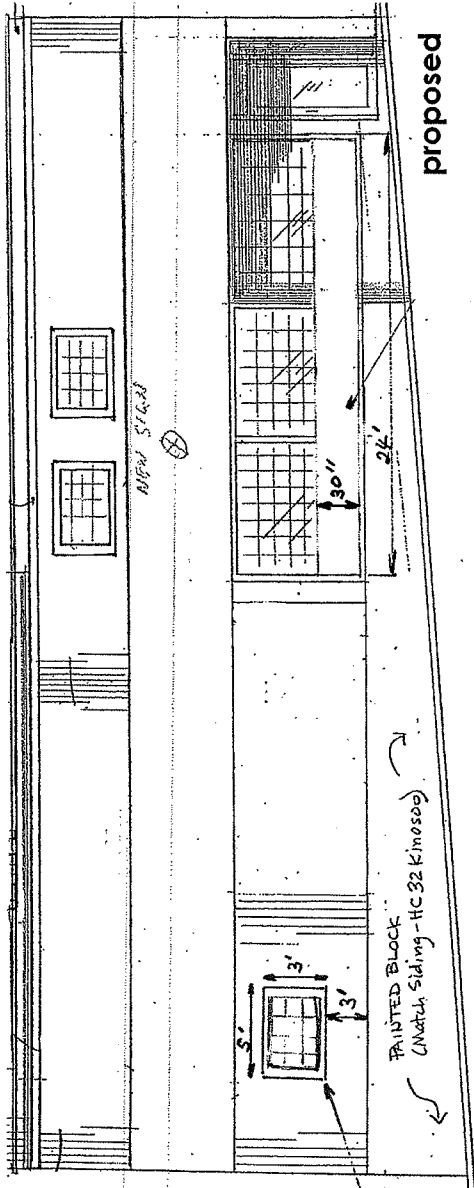 NEW SIGNS
30"
24'
5'
3'
3'
PAINTED BLOCK
(Match Siding-HC 32 Kinosoo)
proposed